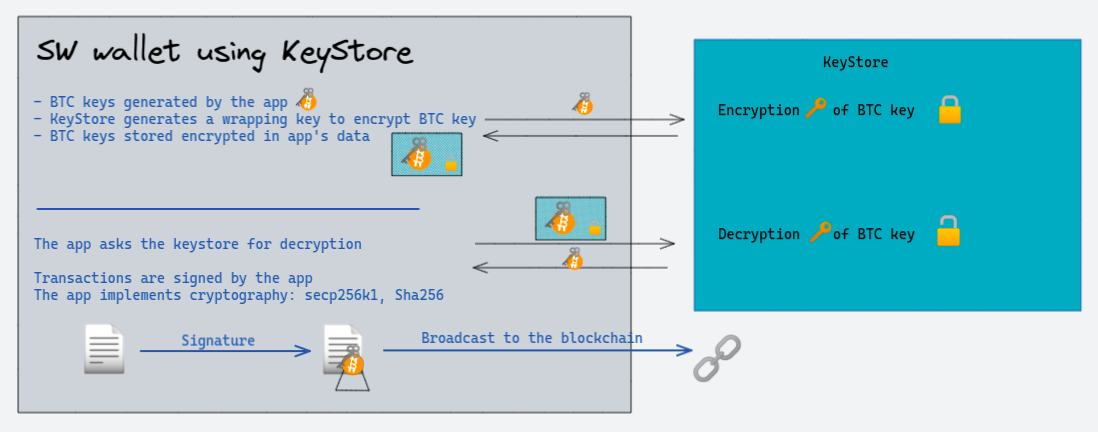 SW wallet using KeyStore
- BTC keys generated by the app
- KeyStore generates a wrapping key to encrypt BTC key
- BTC keys stored encrypted in app's data
KeyStore
Encryption of BTC key
Decryption of BTC key
The app asks the keystore for decryption
Transactions are signed by the app
The app implements cryptography: secp256k1, Sha256
Signature
Broadcast to the blockchain